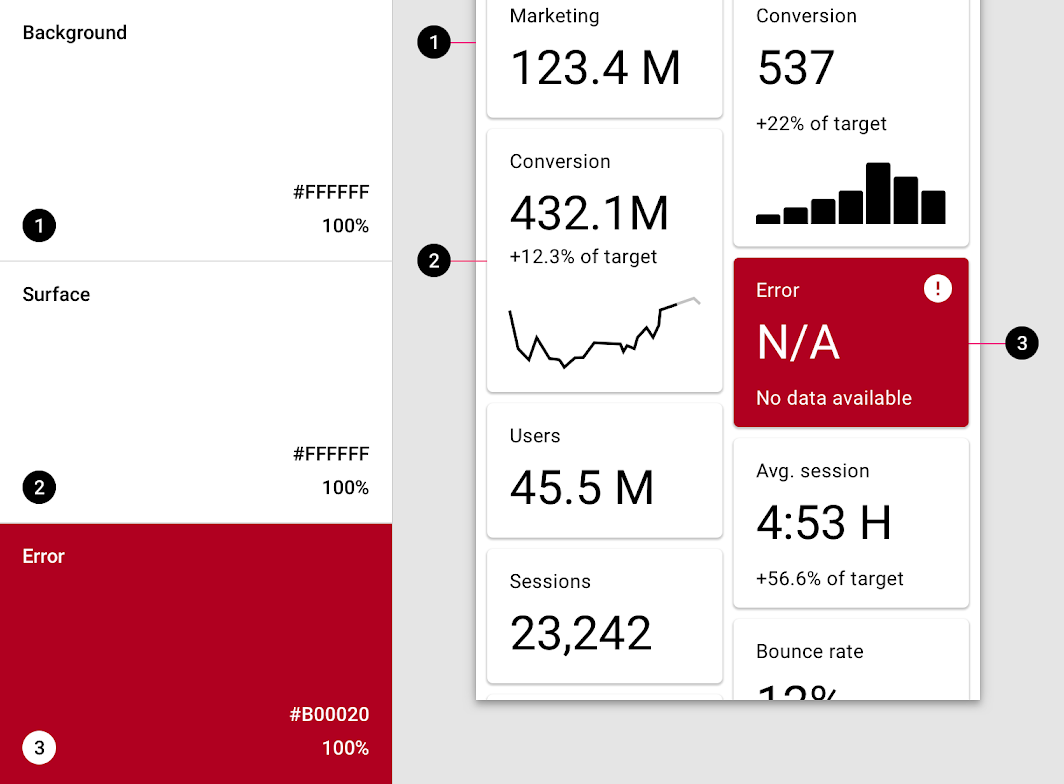 Background
#FFFFFF
1
100%
Surface
#FFFFFF
2
100%
Error
#B00020
3
100%
1
2
Marketing
123.4 M
Conversion
432.1M
+12.3% of target
Users
45.5 M
Sessions
23,242
Conversion
537
+22% of target
Error
!
N/A
No data available
3
Avg. session
4:53 H
+56.6% of target
Bounce rate
12%